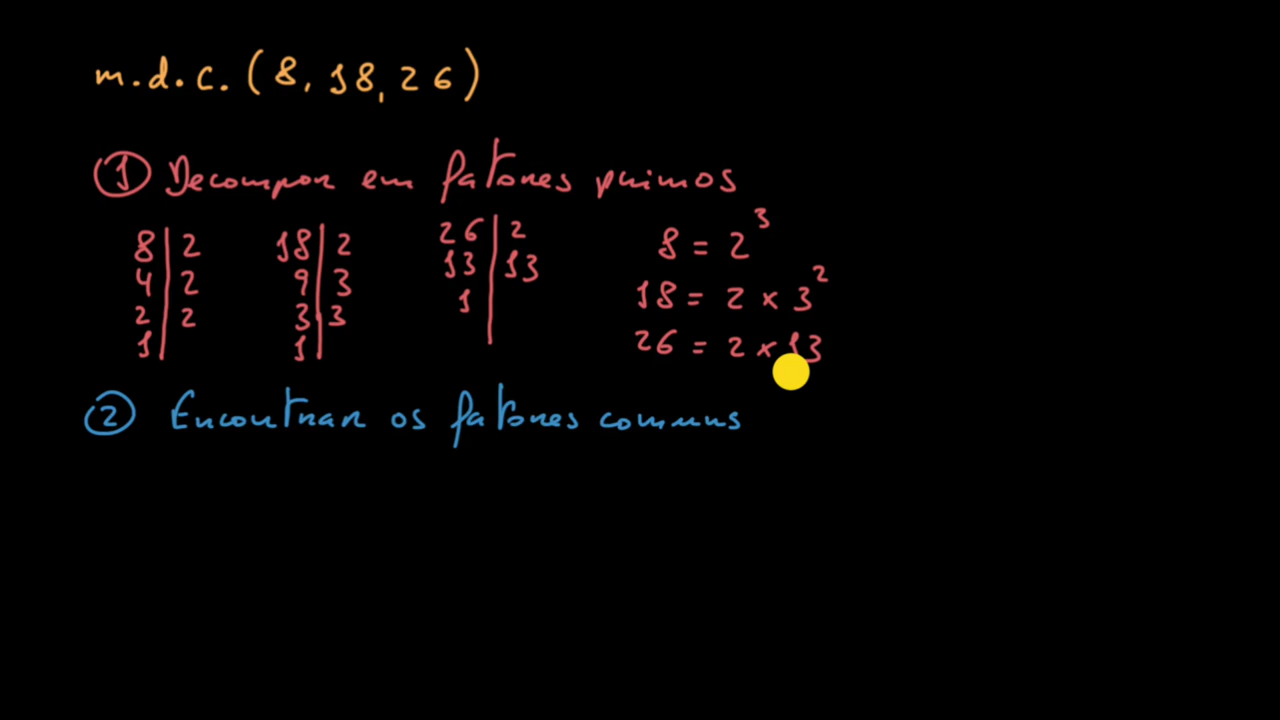 m.d.c. (8, 18, 26)
① Decompor em fatores primos
8 | 2 18 | 2 26 | 2 8 = 2³
4 | 2 9 | 3 13 | 13 18 = 2 × 3²
2 | 2 3 | 3 1 | 26 = 2 × 13
1 | 1 |
② Encontrar os fatores comuns